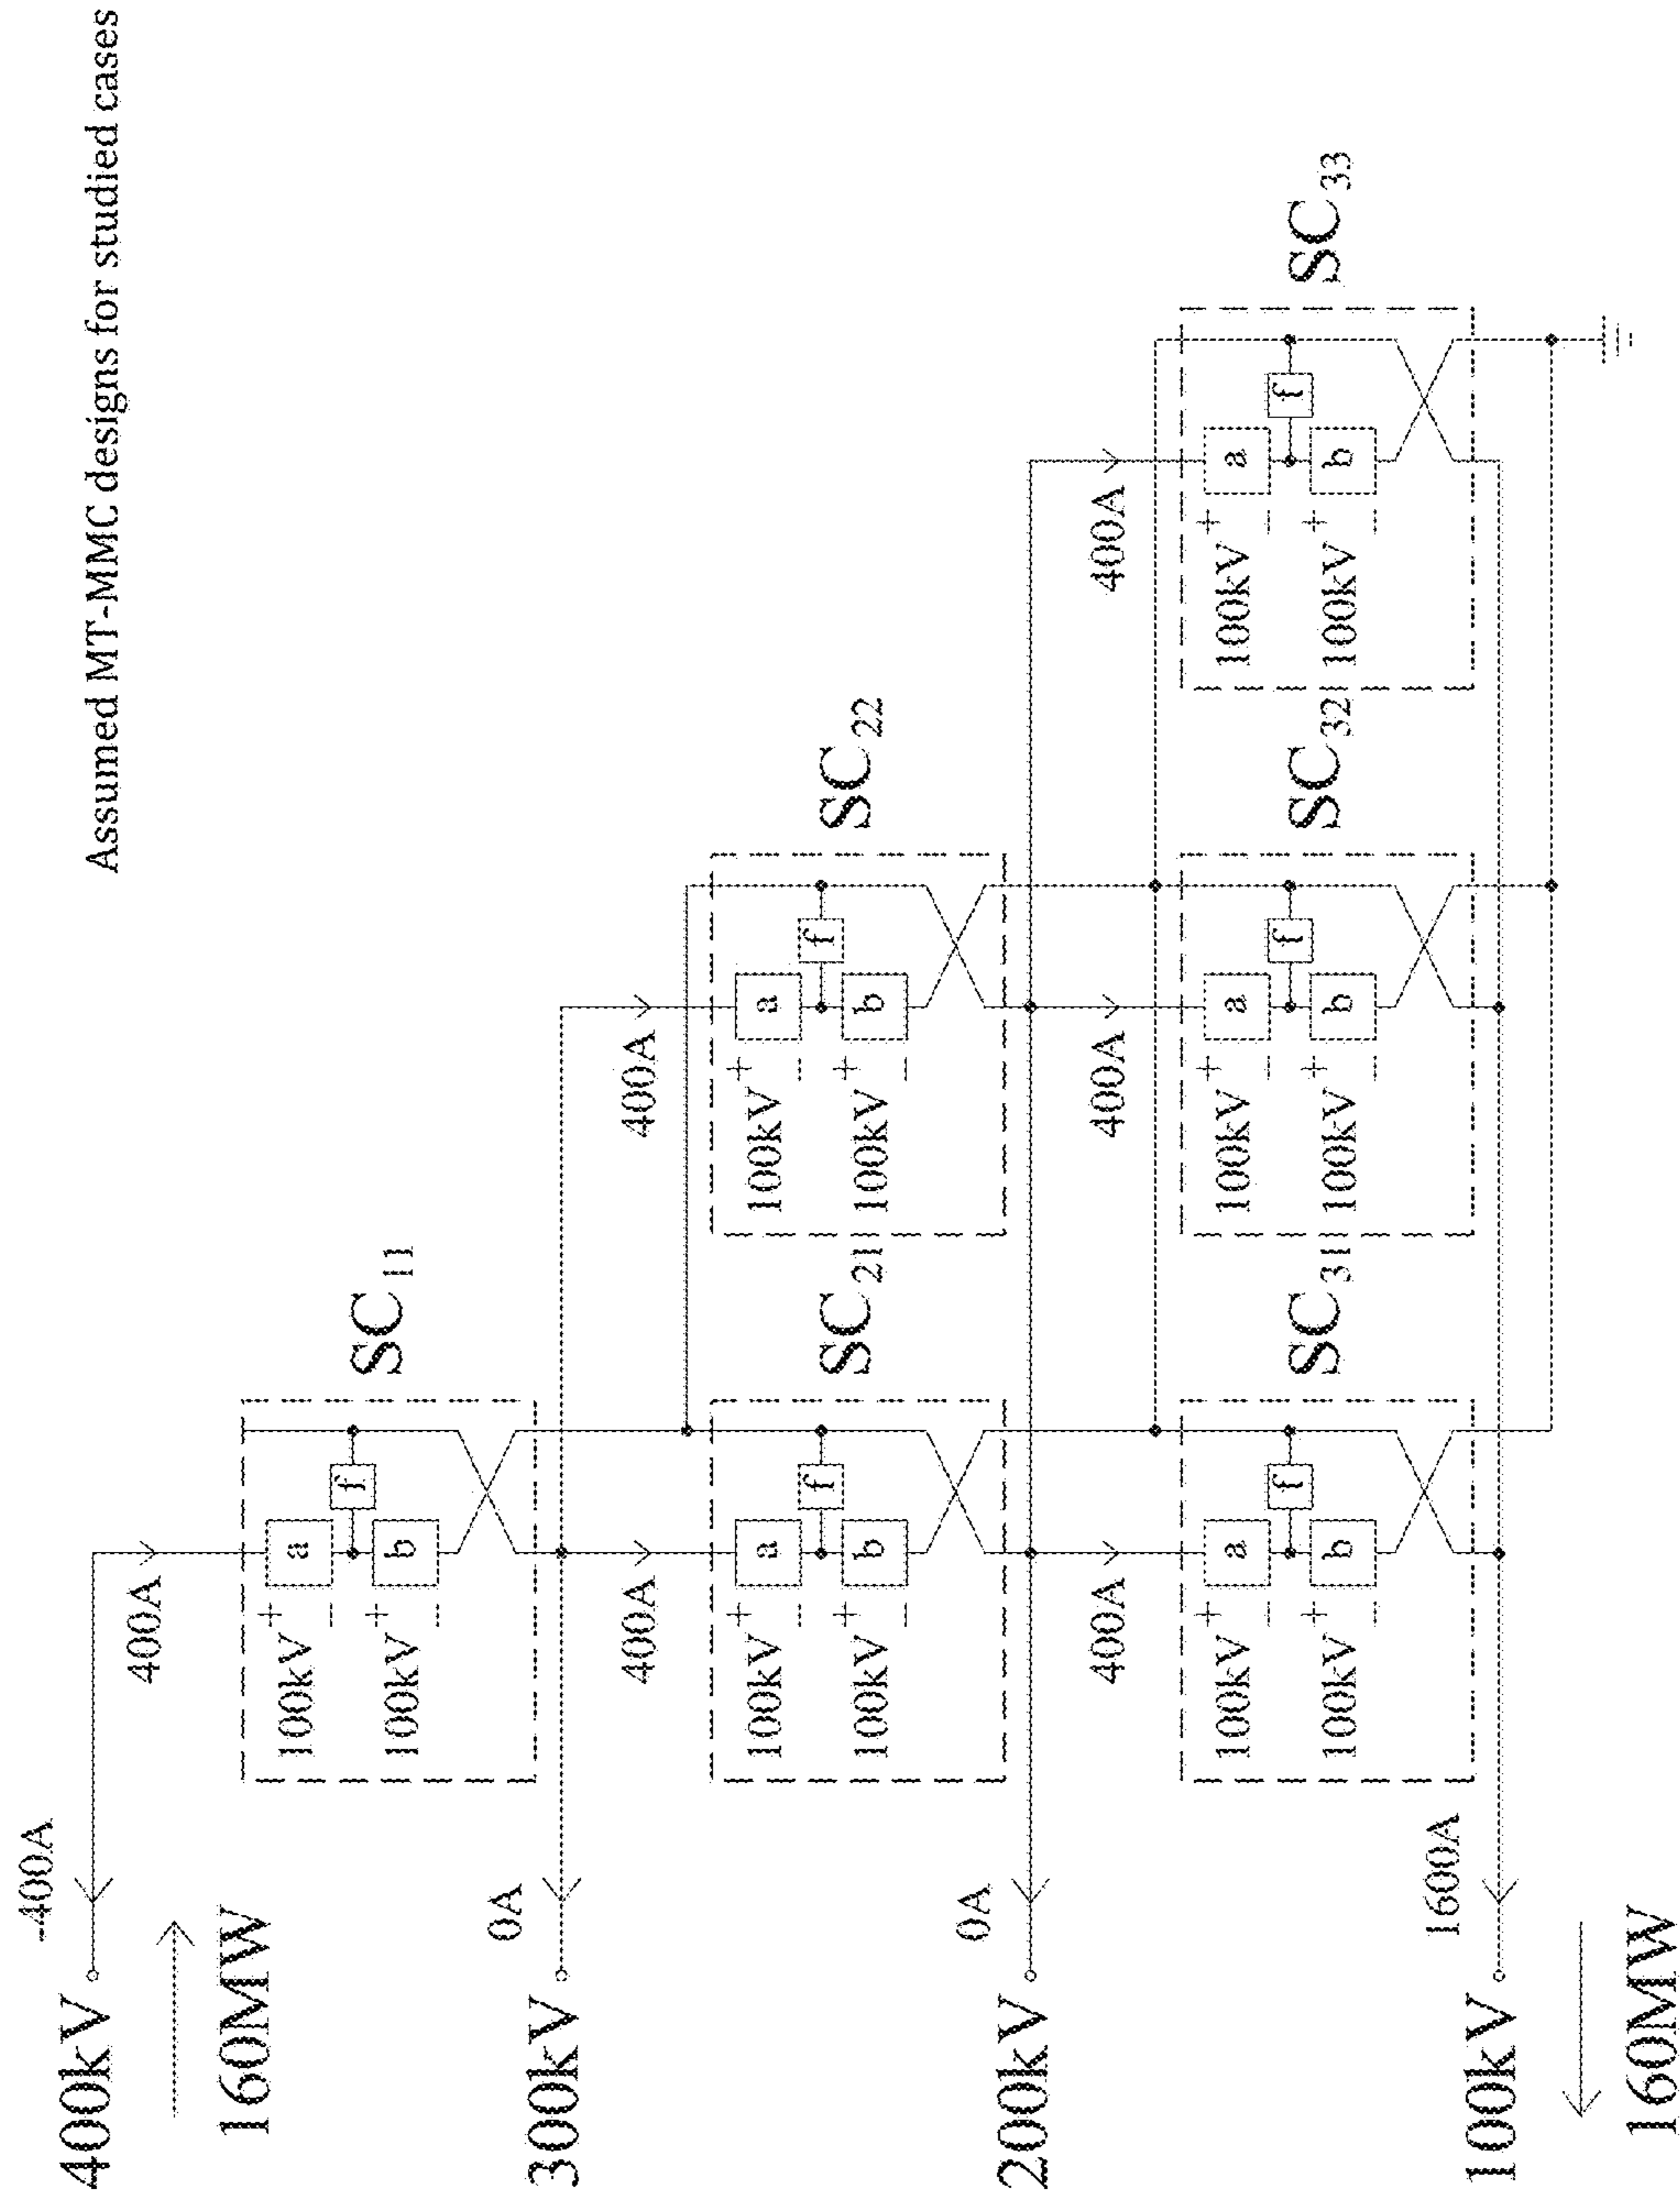 Assumed MT-MMC designs for studied cases
400kV
-400A
160MW
400A
SC11
100kV + − a f
100kV + − b
300kV
0A
400A
400A
SC21
100kV + − a f
100kV + − b
SC22
100kV + − a f
100kV + − b
200kV
0A
400A
400A
400A
SC31
100kV + − a f
100kV + − b
SC32
100kV + − a f
100kV + − b
SC33
100kV + − a f
100kV + − b
100kV
1600A
160MW